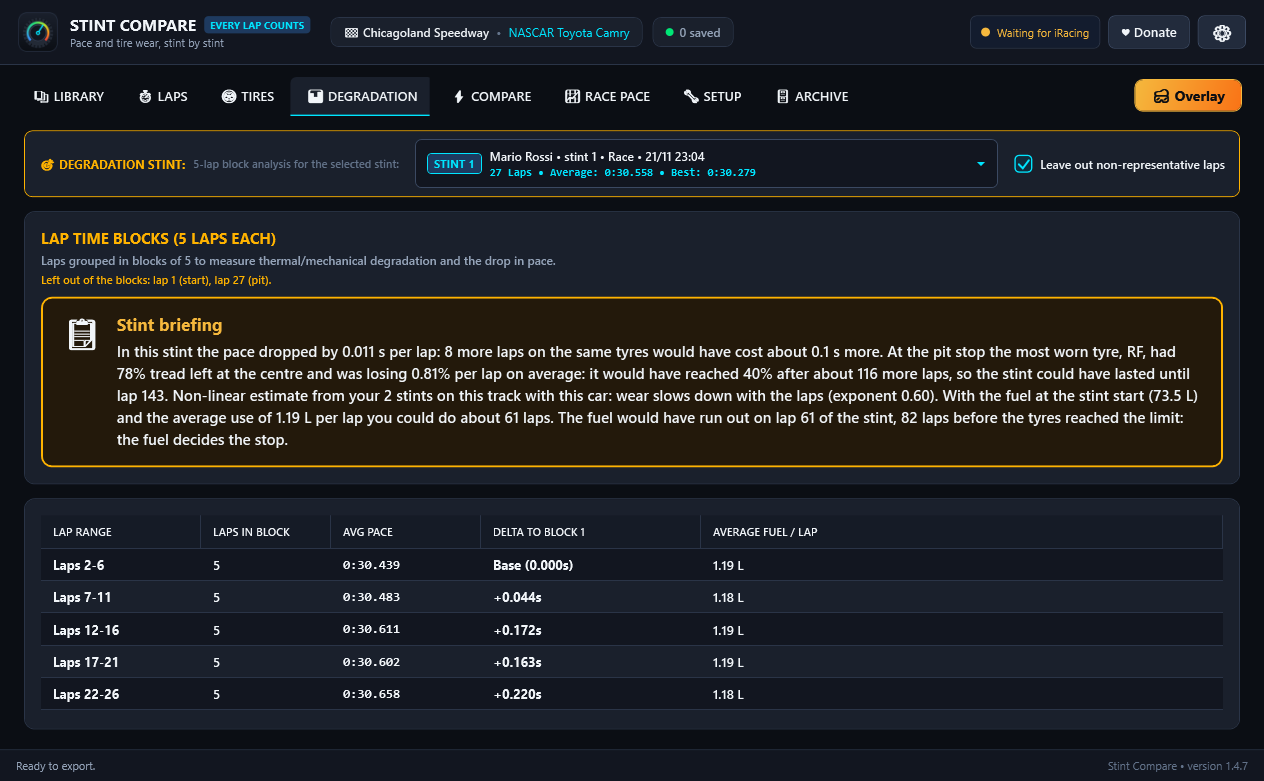 STINT COMPARE EVERY LAP COUNTS
Pace and tire wear, stint by stint
Chicagoland Speedway • NASCAR Toyota Camry
0 saved
Waiting for iRacing
Donate
LIBRARY
LAPS
TIRES
DEGRADATION
COMPARE
RACE PACE
SETUP
ARCHIVE
Overlay
DEGRADATION STINT: 5-lap block analysis for the selected stint:
STINT 1
Mario Rossi • stint 1 • Race • 21/11 23:04
27 Laps • Average: 0:30.558 • Best: 0:30.279
Leave out non-representative laps
LAP TIME BLOCKS (5 LAPS EACH)
Laps grouped in blocks of 5 to measure thermal/mechanical degradation and the drop in pace.
Left out of the blocks: lap 1 (start), lap 27 (pit).
Stint briefing
In this stint the pace dropped by 0.011 s per lap: 8 more laps on the same tyres would have cost about 0.1 s more. At the pit stop the most worn tyre, RF, had
78% tread left at the centre and was losing 0.81% per lap on average: it would have reached 40% after about 116 more laps, so the stint could have lasted until
lap 143. Non-linear estimate from your 2 stints on this track with this car: wear slows down with the laps (exponent 0.60). With the fuel at the stint start (73.5 L)
and the average use of 1.19 L per lap you could do about 61 laps. The fuel would have run out on lap 61 of the stint, 82 laps before the tyres reached the limit:
the fuel decides the stop.
LAP RANGE LAPS IN BLOCK AVG PACE DELTA TO BLOCK 1 AVERAGE FUEL / LAP
Laps 2-6 5 0:30.439 Base (0.000s) 1.19 L
Laps 7-11 5 0:30.483 +0.044s 1.18 L
Laps 12-16 5 0:30.611 +0.172s 1.19 L
Laps 17-21 5 0:30.602 +0.163s 1.19 L
Laps 22-26 5 0:30.658 +0.220s 1.18 L
Ready to export.
Stint Compare • version 1.4.7